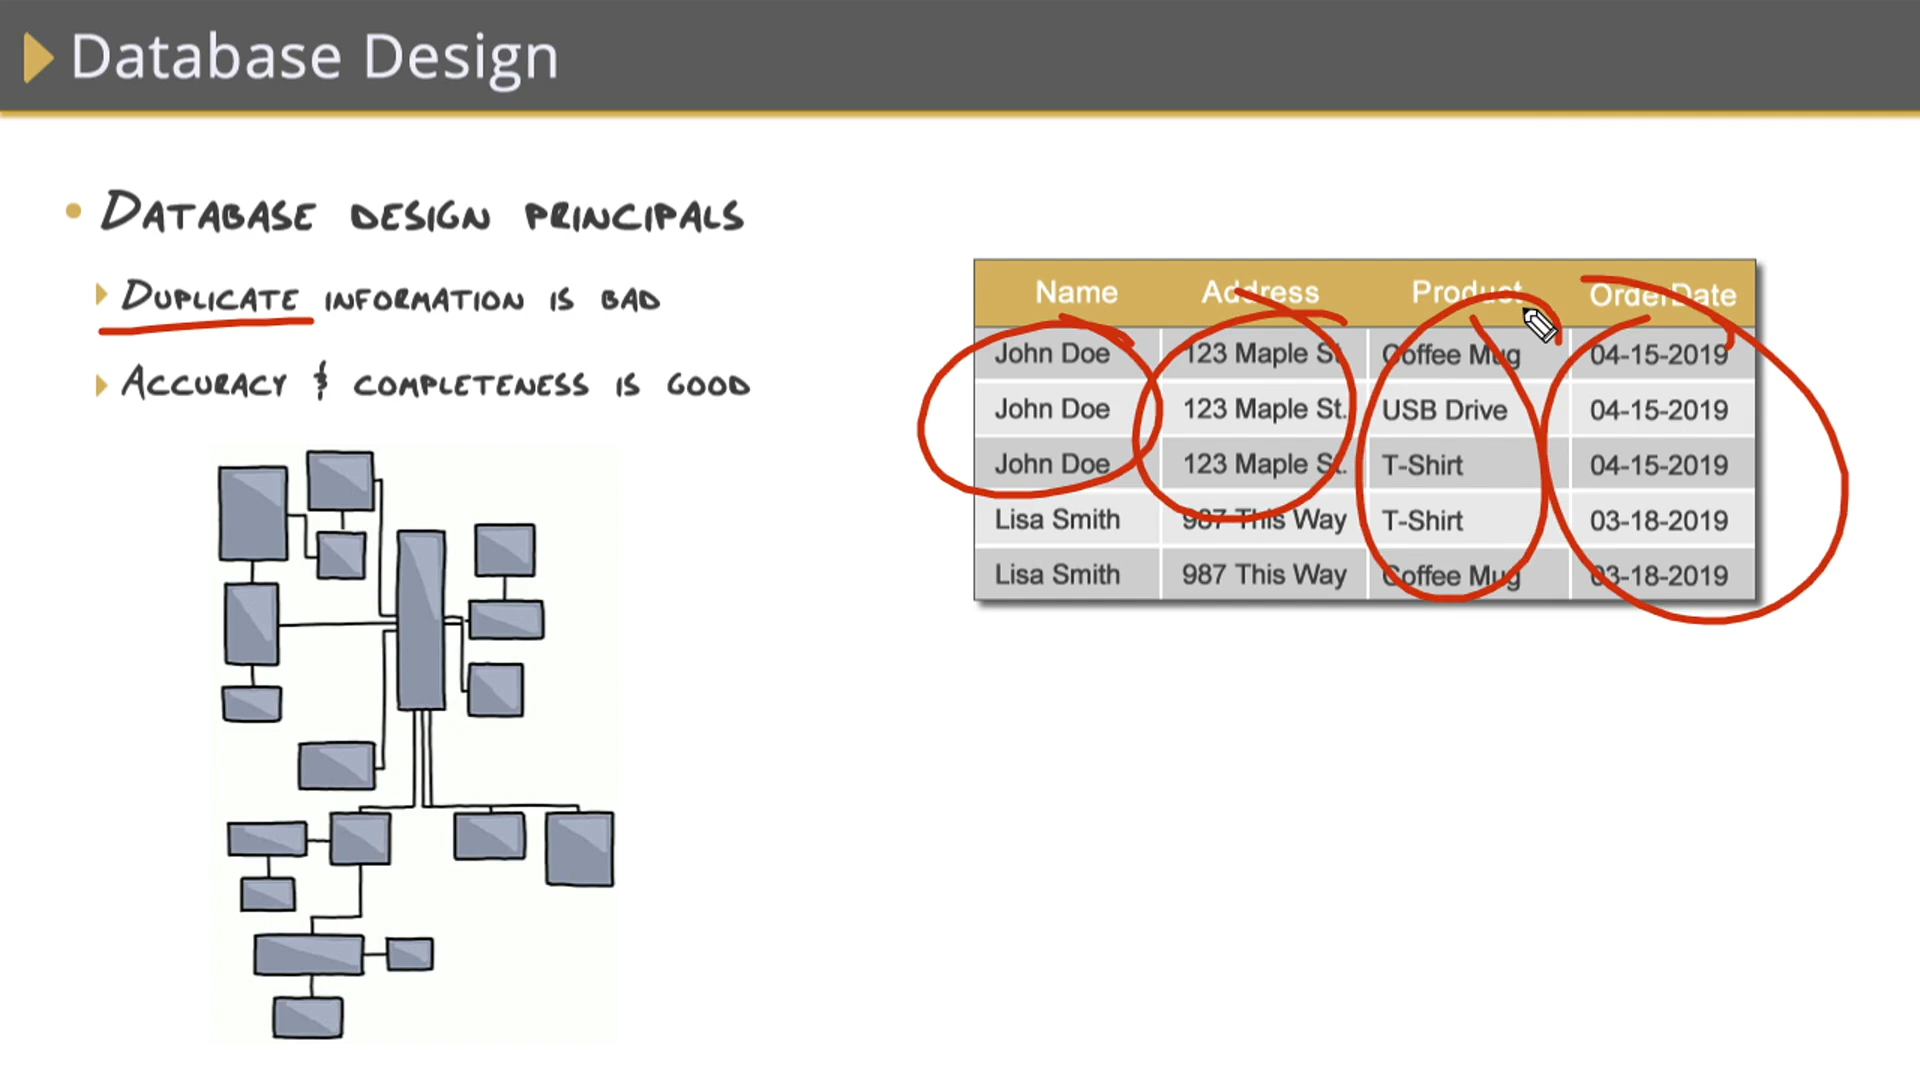 Database Design
DATABASE DESIGN PRINCIPALS
DUPLICATE INFORMATION IS BAD
ACCURACY & COMPLETENESS IS GOOD
Name Address Product OrderDate
John Doe 123 Maple St. Coffee Mug 04-15-2019
John Doe 123 Maple St. USB Drive 04-15-2019
John Doe 123 Maple St. T-Shirt 04-15-2019
Lisa Smith 987 This Way T-Shirt 03-18-2019
Lisa Smith 987 This Way Coffee Mug 03-18-2019